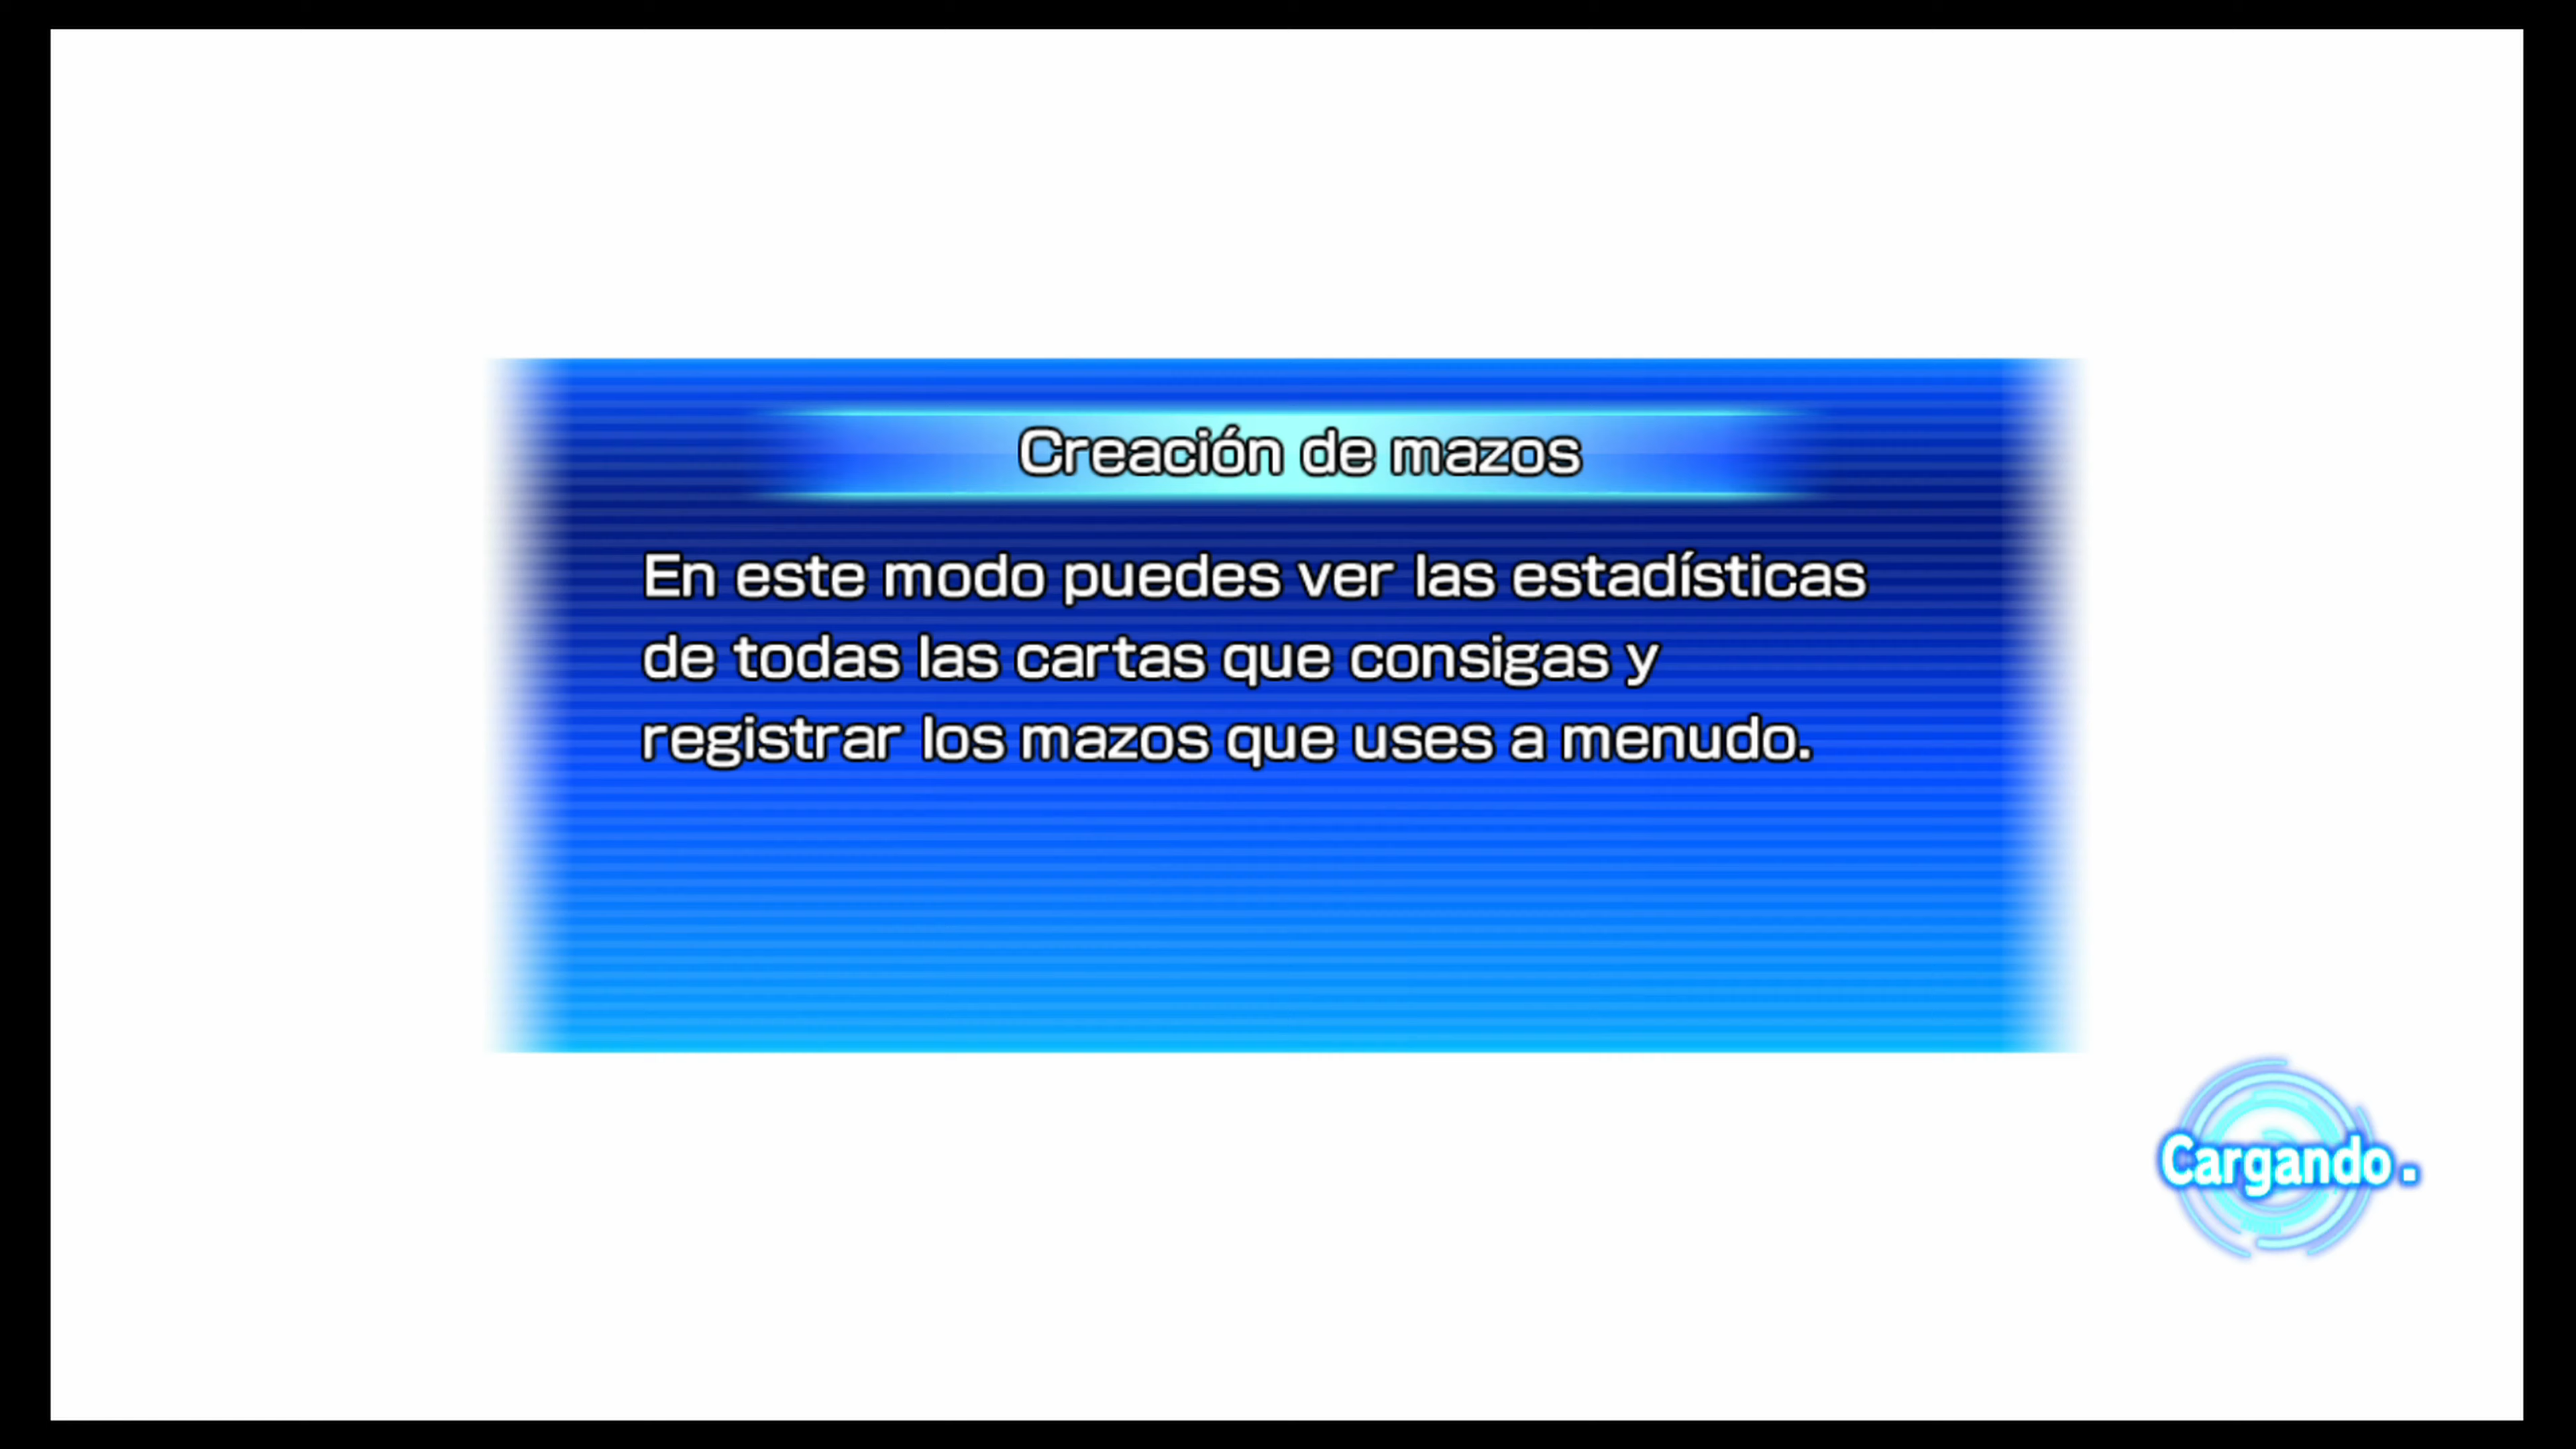 Creación de mazos
En este modo puedes ver las estadísticas
de todas las cartas que consigas y
registrar los mazos que uses a menudo.
Cargando.